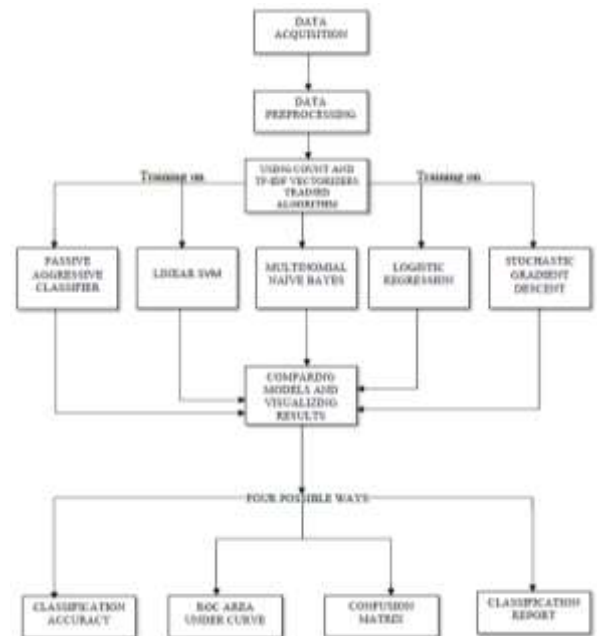 DATA
ACQUISITION
DATA
PREPROCESSING
USING COUNT AND
TF-IDF VECTORIZERS
TRAINED
ALGORITHM
Training on
Training on
PASSIVE
AGGRESSIVE
CLASSIFIER
LINEAR SVM
MULTINOMIAL
NAIVE BAYES
LOGISTIC
REGRESSION
STOCHASTIC
GRADIENT
DESCENT
COMPARING
MODELS AND
VISUALIZING
RESULTS
FOUR POSSIBLE WAYS
CLASSIFICATION
ACCURACY
ROC AREA
UNDER CURVE
CONFUSION
MATRIX
CLASSIFICATION
REPORT